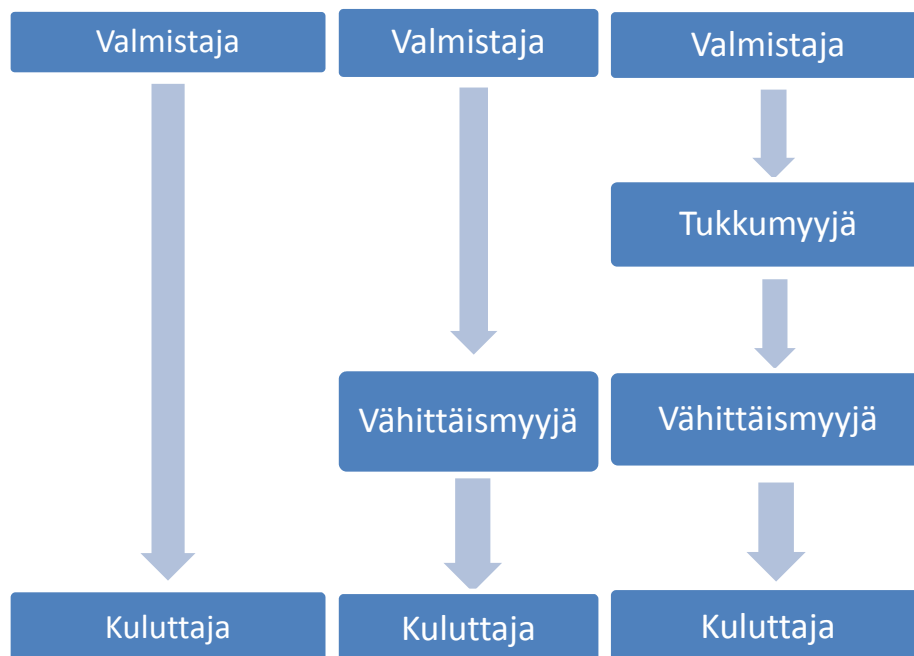 Valmistaja
Kuluttaja
Valmistaja
Vähittäismyyjä
Kuluttaja
Valmistaja
Tukkumyyjä
Vähittäismyyjä
Kuluttaja